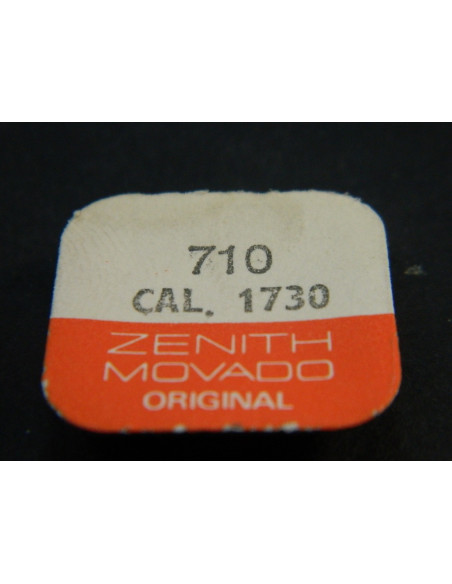 710
CAL. 1730
ZENITH
MOVADO
ORIGINAL